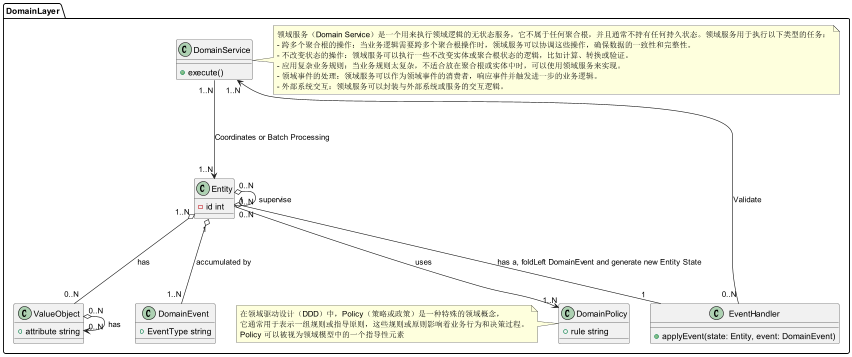 DomainLayer
领域服务（Domain Service）是一个用来执行领域逻辑的无状态服务。它不属于任何聚合根，并且通常不持有任何持久状态。领域服务用于执行以下类型的任务：
- 跨多个聚合根的操作：当业务逻辑需要跨多个聚合根操作时，领域服务可以协调这些操作，确保数据的一致性和完整性。
- 不改变状态的操作：领域服务可以执行一些不改变实体或聚合根状态的逻辑，比如计算、转换或验证。
- 应用复杂业务规则：当业务规则太复杂，不适合放在聚合根或实体中时，可以使用领域服务来实现。
- 领域事件的处理：领域服务可以作为领域事件的消费者，响应事件并触发进一步的业务逻辑。
- 外部系统交互：领域服务可以封装与外部系统或服务的交互逻辑。
C DomainService
execute()
1..N
1..N
Coordinates or Batch Processing
1..N
C Entity
id int
0..N
0..N
supervise
Validate
1..N
1
0..N
1
has
accumulated by
uses
has a, foldLeft DomainEvent and generate new Entity State
0..N
1..N
1..N
1
0..N
C ValueObject
attribute string
0..N
0..N
has
C DomainEvent
EventType string
在领域驱动设计（DDD）中，Policy（策略或政策）是一种特殊的领域概念，
它通常用于表示一组规则或指导原则，这些规则或原则影响着业务行为和决策过程。
Policy 可以被视为领域模型中的一个指导性元素
C DomainPolicy
rule string
C EventHandler
applyEvent(state: Entity, event: DomainEvent)